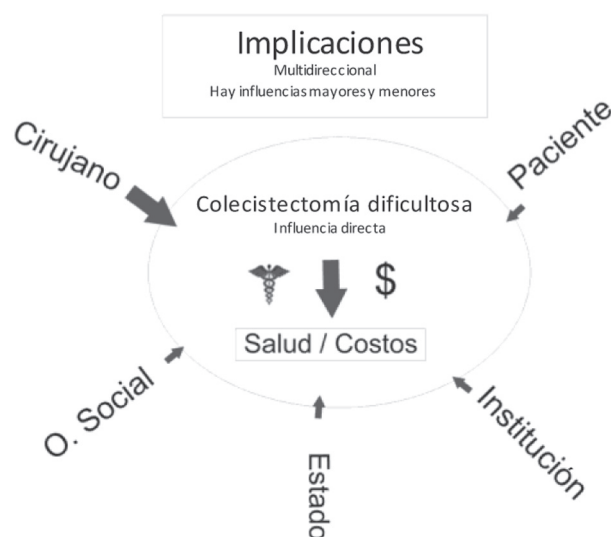 Implicaciones
Multidireccional
Hay influencias mayores y menores
Cirujano
Paciente
Colecistectomía dificultosa
Influencia directa
$
Salud / Costos
O. Social
Estado
Institución